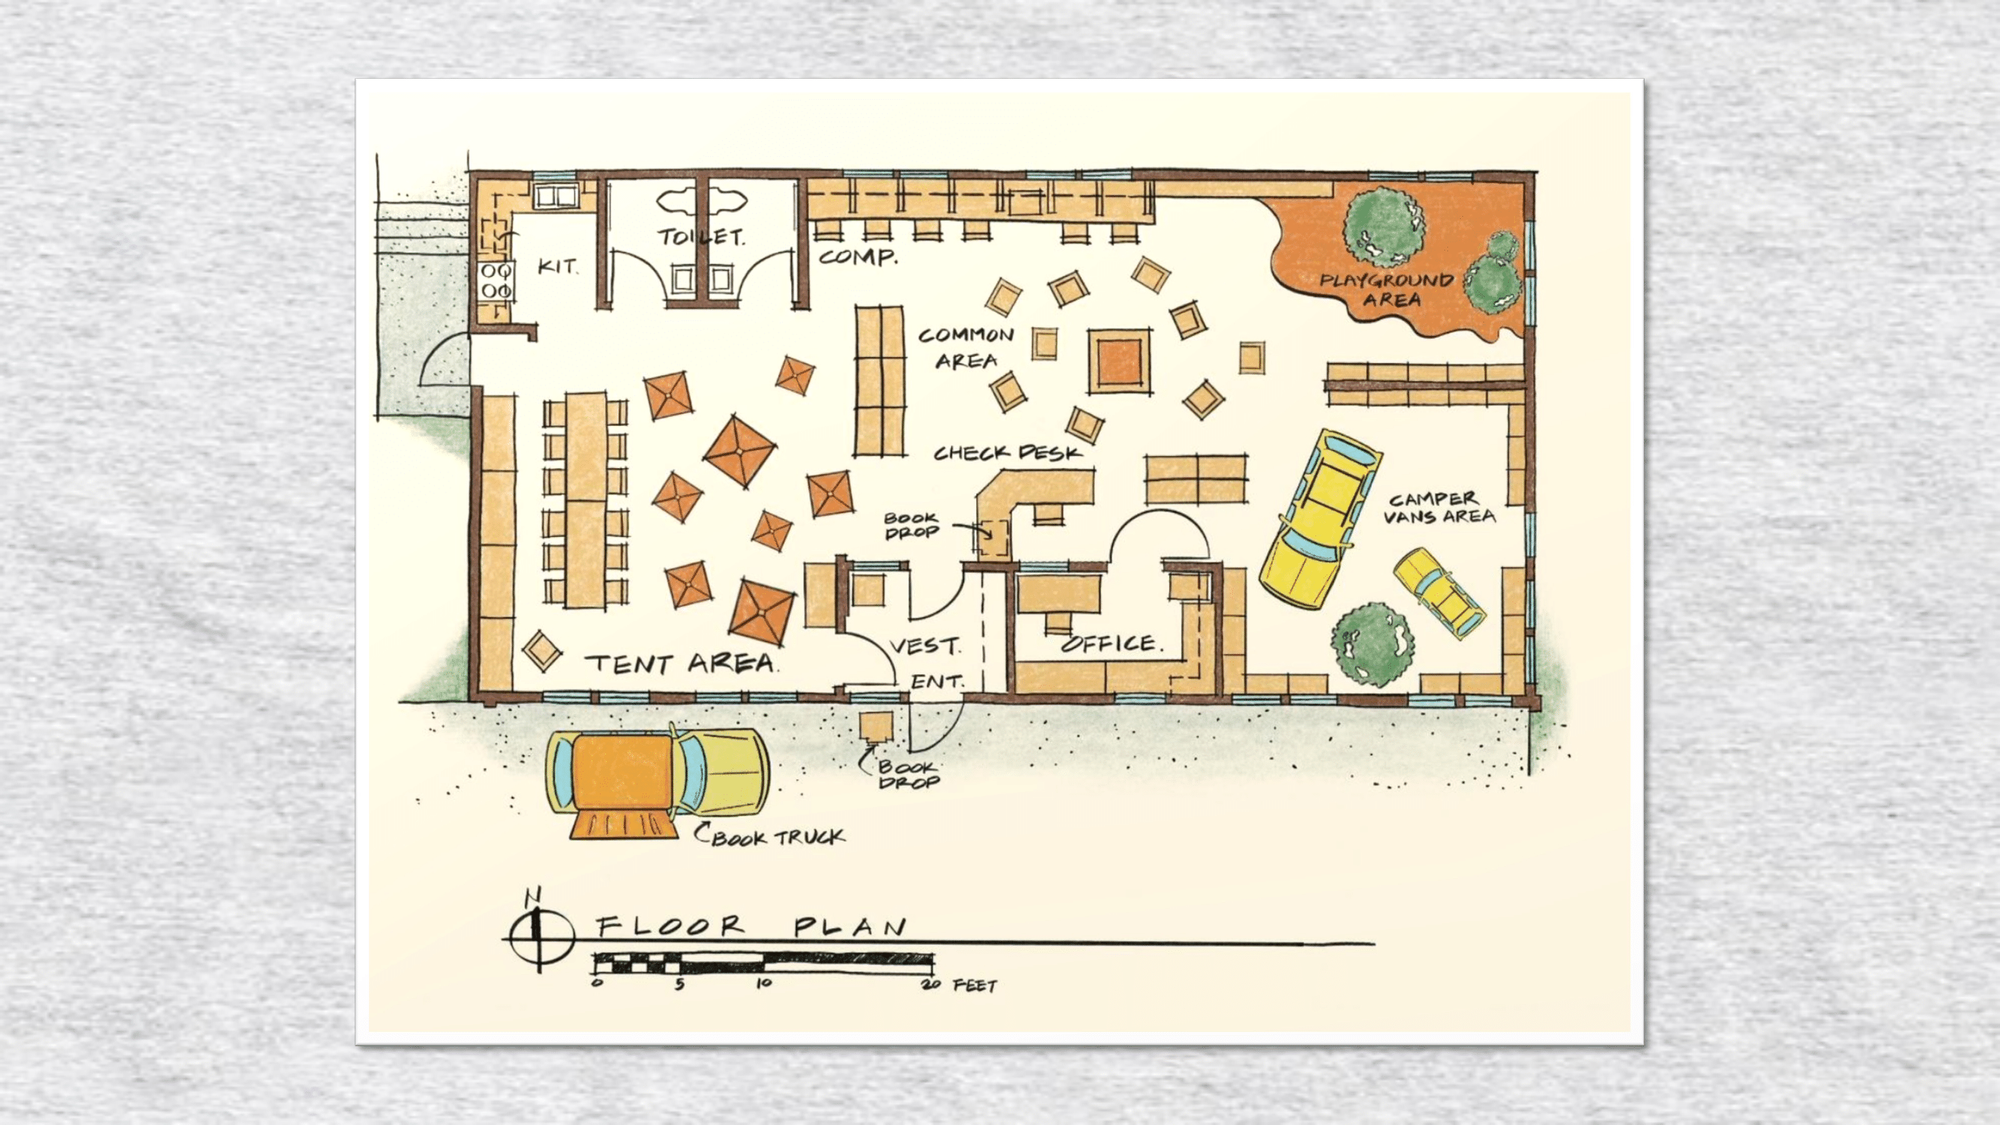 TOILET.
KIT.
COMP.
PLAYGROUND
AREA
COMMON
AREA
CHECK DESK
BOOK
DROP
CAMPER
VANS AREA
TENT AREA.
VEST.
ENT.
OFFICE.
BOOK
DROP
BOOK TRUCK
N
FLOOR PLAN
0 5 10 20 FEET